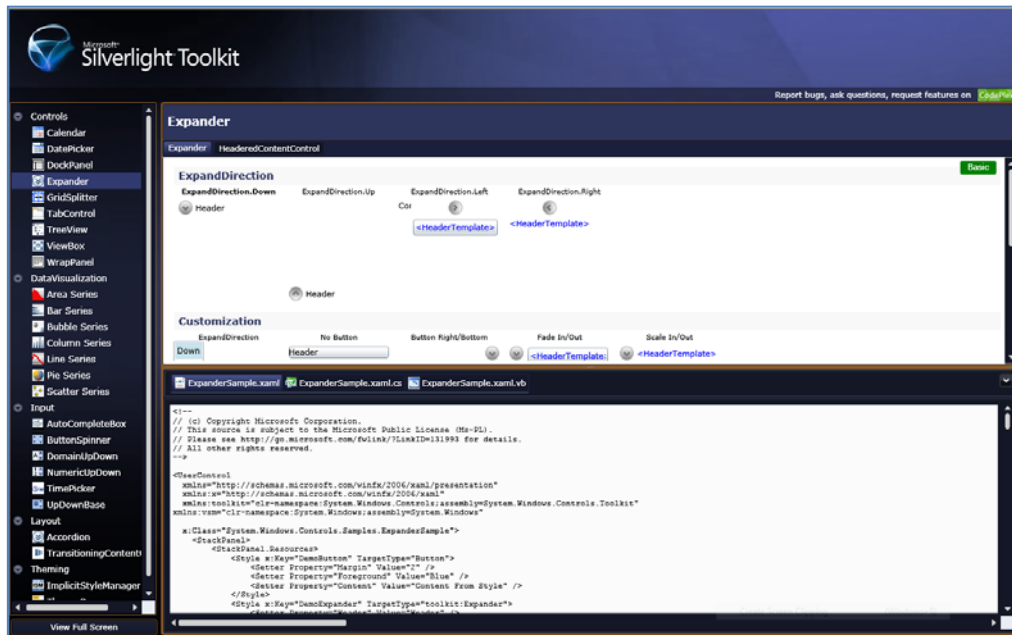 Microsoft
Silverlight Toolkit
Report bugs, ask questions, request features on CodePlex
Controls
Calendar
DatePicker
DockPanel
Expander
GridSplitter
TabControl
TreeView
ViewBox
WrapPanel
DataVisualization
Area Series
Bar Series
Bubble Series
Column Series
Line Series
Pie Series
Scatter Series
Input
AutoCompleteBox
ButtonSpinner
DomainUpDown
NumericUpDown
TimePicker
UpDownBase
Layout
Accordion
TransitioningContent
Theming
ImplicitStyleManager
View Full Screen
Expander
Expander HeaderedContentControl
Basic
ExpandDirection
ExpandDirection.Down ExpandDirection.Up ExpandDirection.Left ExpandDirection.Right
Header Cor
<HeaderTemplate> <HeaderTemplate>
Header
Customization
ExpandDirection No Button Button Right/Bottom Fade In/Out Scale In/Out
Down Header <HeaderTemplate: <HeaderTemplate>
ExpanderSample.xaml ExpanderSample.xaml.cs ExpanderSample.xaml.vb
<!--
// (c) Copyright Microsoft Corporation.
// This source is subject to the Microsoft Public License (Ms-PL).
// Please see http://go.microsoft.com/fwlink/?LinkID=131993 for details.
// All other rights reserved.
-->
<UserControl
xmlns="http://schemas.microsoft.com/winfx/2006/xaml/presentation"
xmlns:x="http://schemas.microsoft.com/winfx/2006/xaml"
xmlns:toolkit="clr-namespace:System.Windows.Controls;assembly=System.Windows.Controls.Toolkit"
xmlns:vsm="clr-namespace:System.Windows;assembly=System.Windows"
x:Class="System.Windows.Controls.Samples.ExpanderSample">
<StackPanel>
<StackPanel.Resources>
<Style x:Key="DemoButton" TargetType="Button">
<Setter Property="Margin" Value="2" />
<Setter Property="Foreground" Value="Blue" />
<Setter Property="Content" Value="Content From Style" />
</Style>
<Style x:Key="DemoExpander" TargetType="toolkit:Expander">
<Setter Property="Header" Value="Header" />